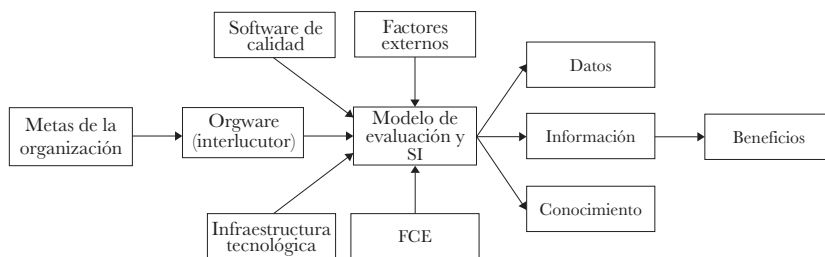 Software de
calidad
Factores
externos
Datos
Metas de la
organización
Orgware
(interlucutor)
Modelo de
evaluación y
SI
Información
Beneficios
Infraestructura
tecnológica
FCE
Conocimiento